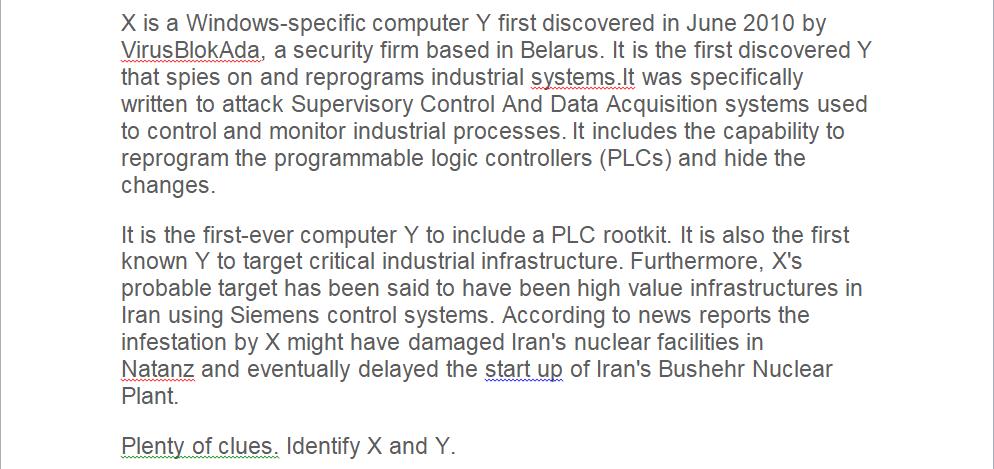 X is a Windows-specific computer Y first discovered in June 2010 by
VirusBlokAda, a security firm based in Belarus. It is the first discovered Y
that spies on and reprograms industrial systems.It was specifically
written to attack Supervisory Control And Data Acquisition systems used
to control and monitor industrial processes. It includes the capability to
reprogram the programmable logic controllers (PLCs) and hide the
changes.
It is the first-ever computer Y to include a PLC rootkit. It is also the first
known Y to target critical industrial infrastructure. Furthermore, X's
probable target has been said to have been high value infrastructures in
Iran using Siemens control systems. According to news reports the
infestation by X might have damaged Iran's nuclear facilities in
Natanz and eventually delayed the start up of Iran's Bushehr Nuclear
Plant.
Plenty of clues. Identify X and Y.